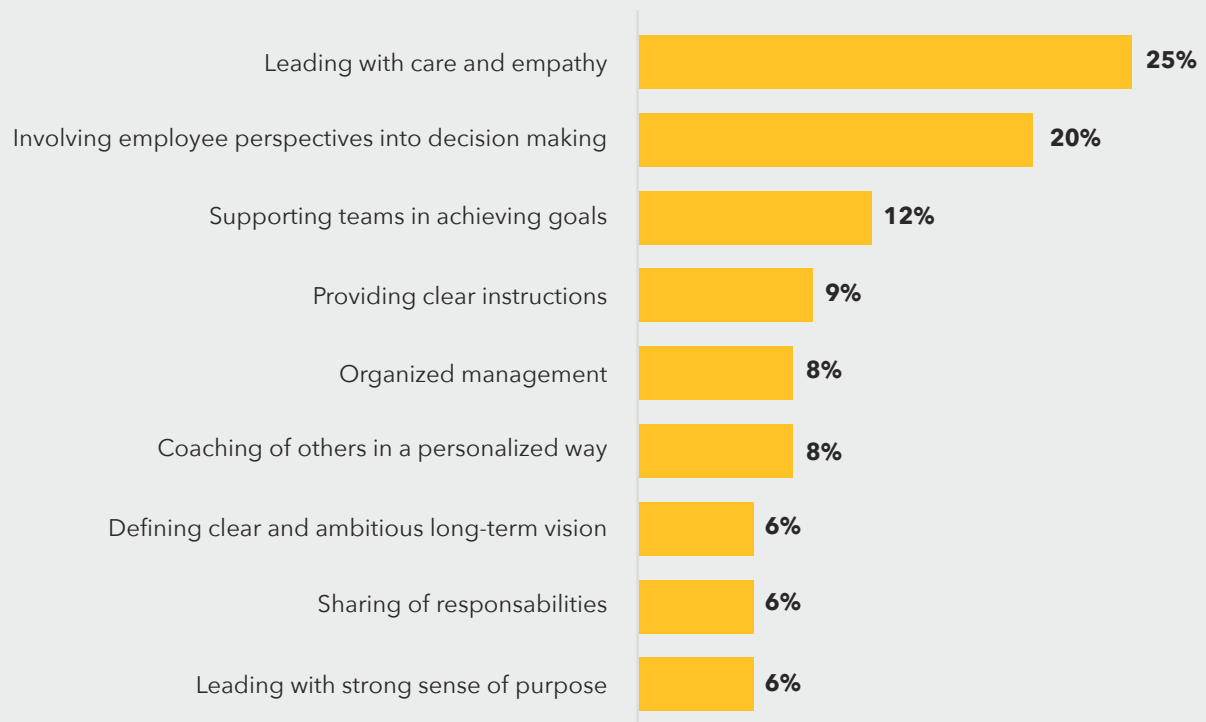 Leading with care and empathy 25%
Involving employee perspectives into decision making 20%
Supporting teams in achieving goals 12%
Providing clear instructions 9%
Organized management 8%
Coaching of others in a personalized way 8%
Defining clear and ambitious long-term vision 6%
Sharing of responsabilities 6%
Leading with strong sense of purpose 6%